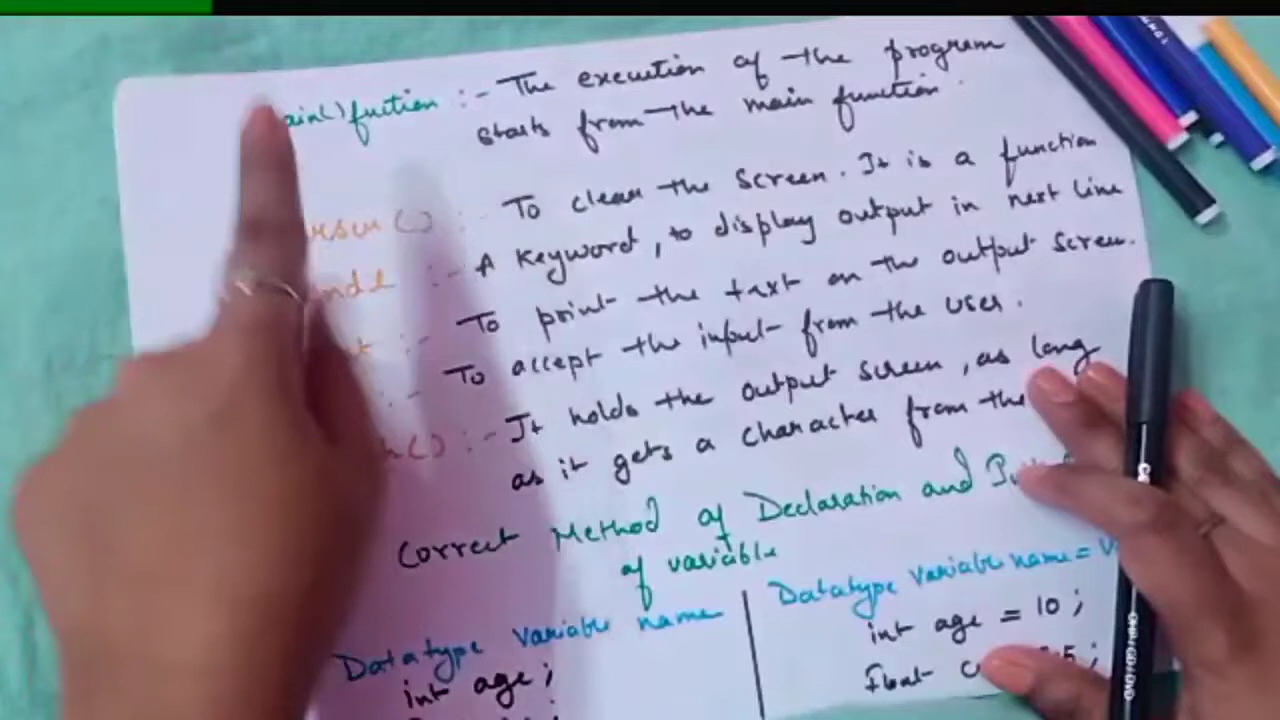 ain() fuction :- The execution of the program
starts from the main function.
rscr() :- To clear the screen. It is a function
:- A keyword, to display output in next line
:- To print the text on the output screen.
:- To accept the input from the user.
h() :- It holds the output screen, as long
as it gets a character from the
Correct Method of Declaration and
of variable
Datatype variable name
int age;
Datatype variable name =
int age = 10;
float